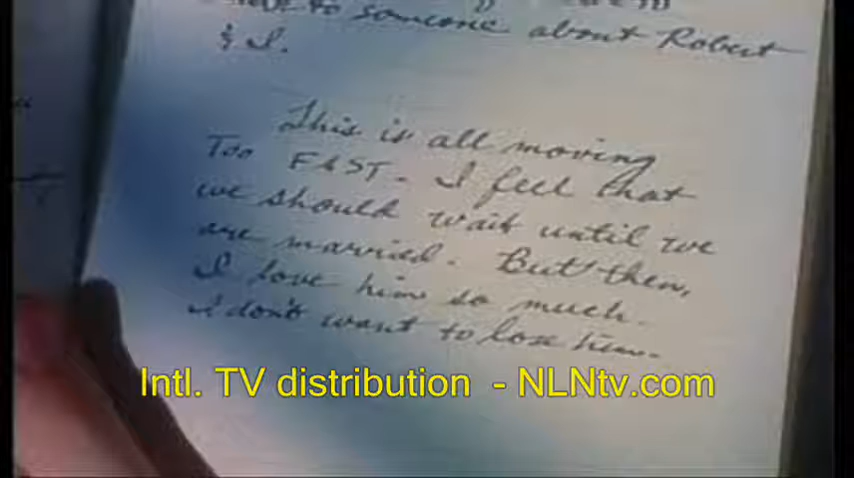 to someone about Robert
& I.
This is all moving
Too FAST. I feel that
we should wait until we
are married. But then,
I love him so much.
I don't want to lose him.
Intl. TV distribution - NLNtv.com